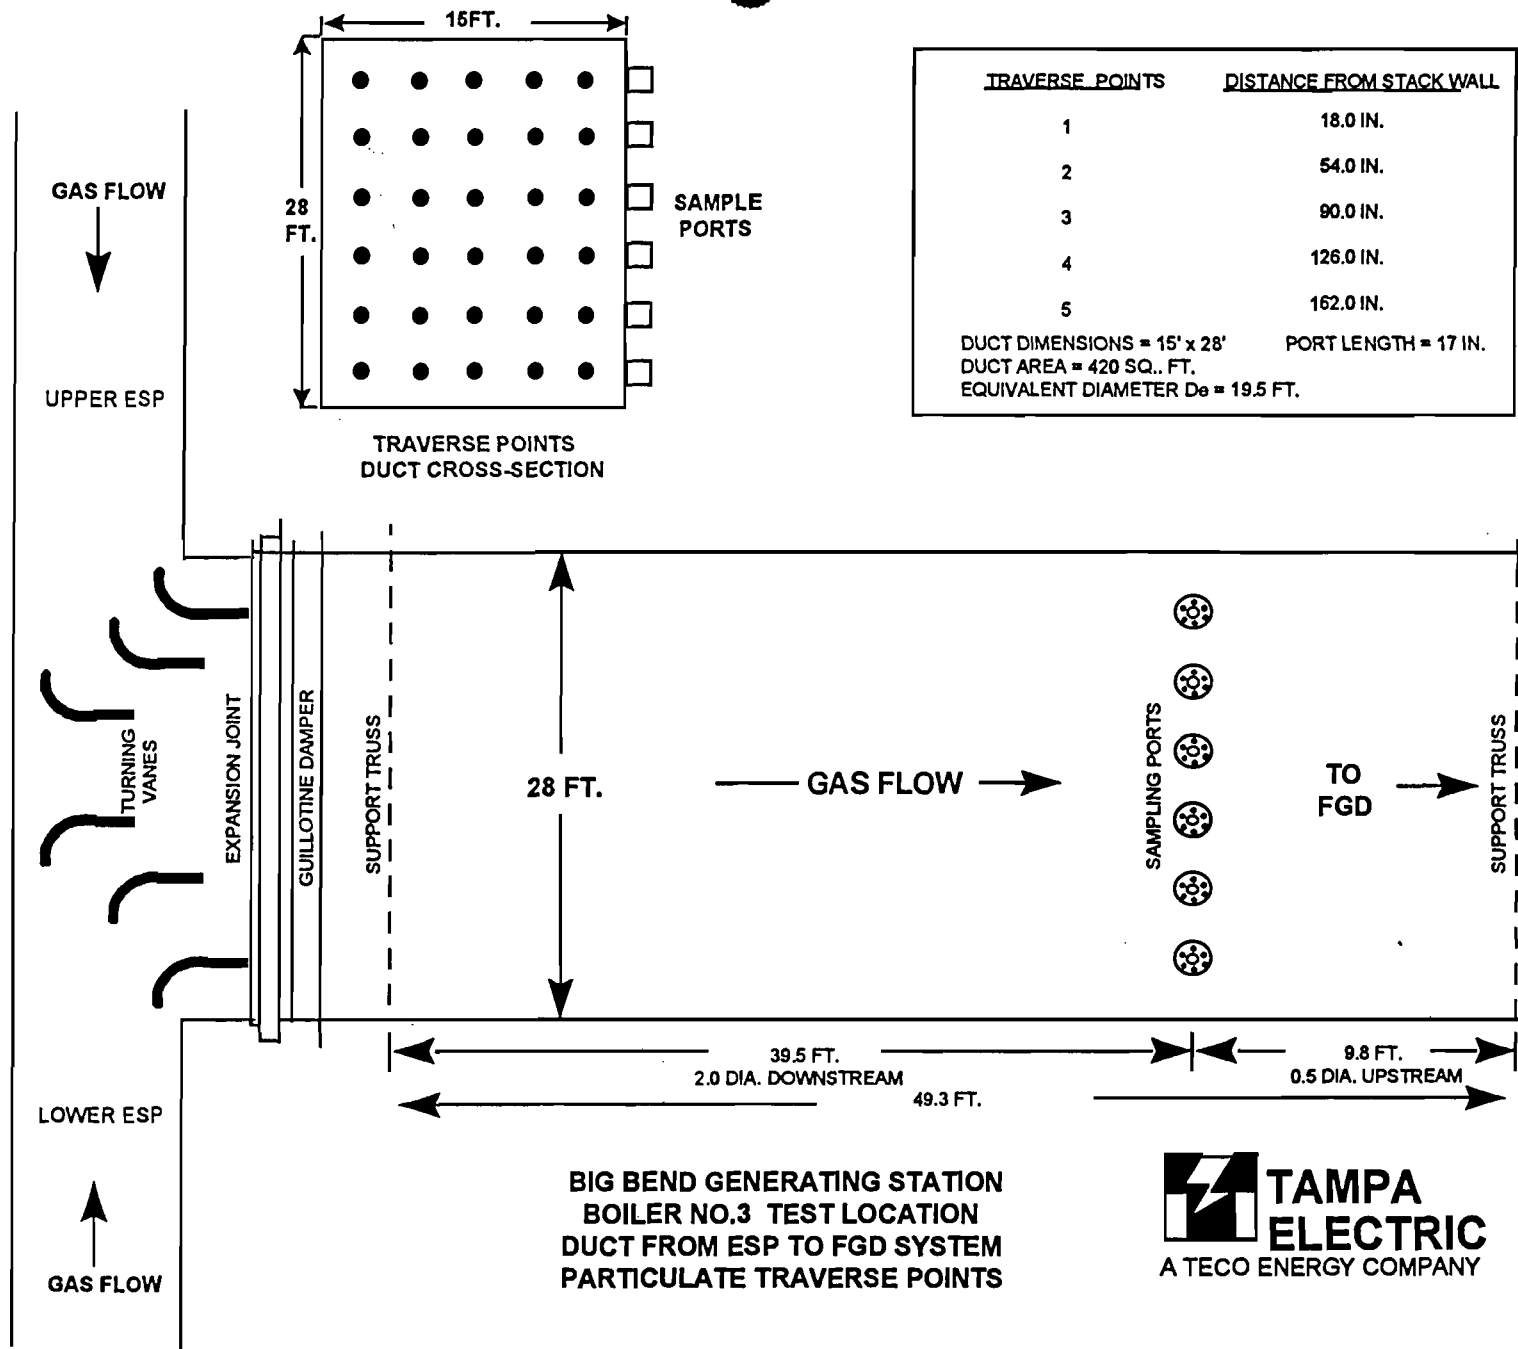 15FT.
28
FT.
SAMPLE
PORTS
TRAVERSE POINTS
DUCT CROSS-SECTION
TRAVERSE POINTS DISTANCE FROM STACK WALL
1 18.0 IN.
2 54.0 IN.
3 90.0 IN.
4 126.0 IN.
5 162.0 IN.
DUCT DIMENSIONS = 15' x 28' PORT LENGTH = 17 IN.
DUCT AREA = 420 SQ.. FT.
EQUIVALENT DIAMETER De = 19.5 FT.
GAS FLOW
UPPER ESP
TURNING
VANES
EXPANSION JOINT
GUILLOTINE DAMPER
SUPPORT TRUSS
28 FT.
GAS FLOW
SAMPLING PORTS
TO
FGD
SUPPORT TRUSS
39.5 FT.
2.0 DIA. DOWNSTREAM
9.8 FT.
0.5 DIA. UPSTREAM
49.3 FT.
LOWER ESP
GAS FLOW
BIG BEND GENERATING STATION
BOILER NO.3 TEST LOCATION
DUCT FROM ESP TO FGD SYSTEM
PARTICULATE TRAVERSE POINTS
TAMPA
ELECTRIC
A TECO ENERGY COMPANY